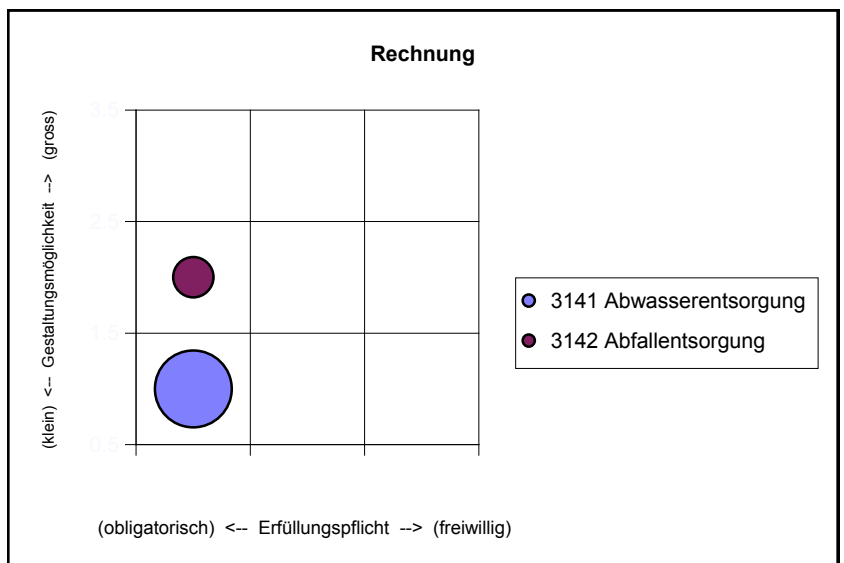 Rechnung
(klein) <-- Gestaltungsmöglichkeit --> (gross)
3.5
2.5
1.5
0.5
3141 Abwasserentsorgung
3142 Abfallentsorgung
(obligatorisch) <-- Erfüllungspflicht --> (freiwillig)